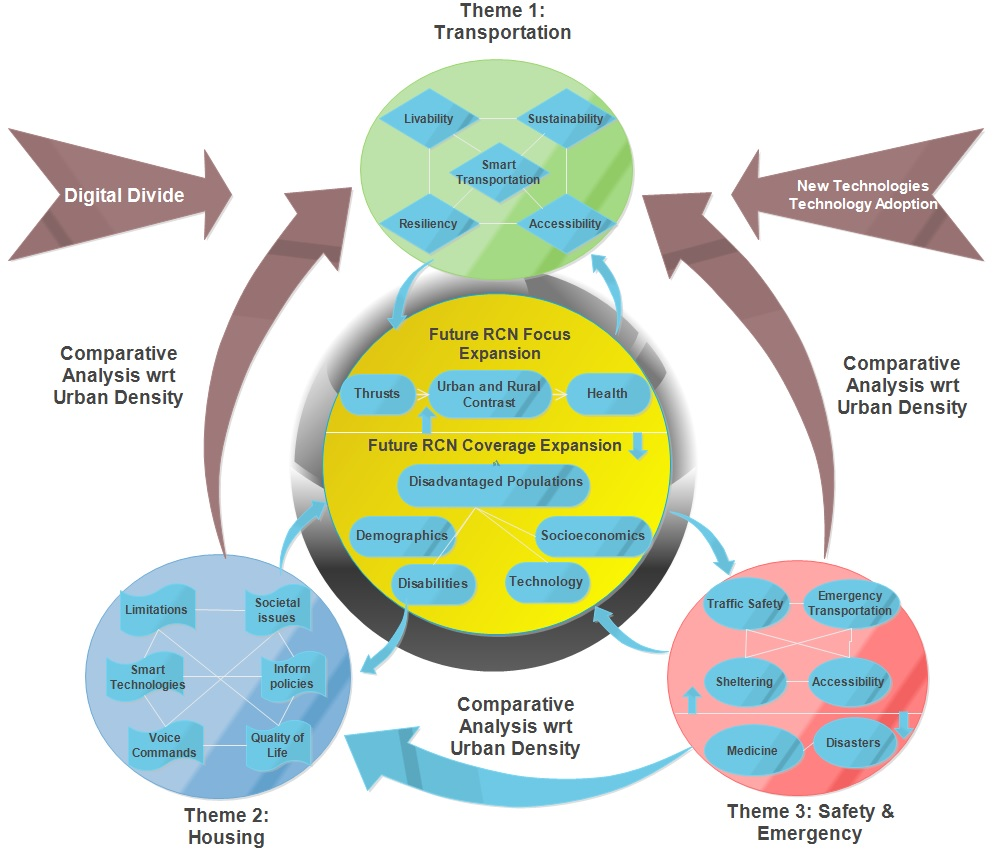 Theme 1:
Transportation
Livability
Sustainability
Smart
Transportation
Resiliency
Accessibility
Digital Divide
New Technologies
Technology Adoption
Comparative
Analysis wrt
Urban Density
Comparative
Analysis wrt
Urban Density
Future RCN Focus
Expansion
Thrusts
Urban and Rural
Contrast
Health
Future RCN Coverage Expansion
Disadvantaged Populations
Demographics
Socioeconomics
Disabilities
Technology
Limitations
Societal
issues
Smart
Technologies
Inform
policies
Voice
Commands
Quality of
Life
Theme 2:
Housing
Comparative
Analysis wrt
Urban Density
Traffic Safety
Emergency
Transportation
Sheltering
Accessibility
Medicine
Disasters
Theme 3: Safety &
Emergency